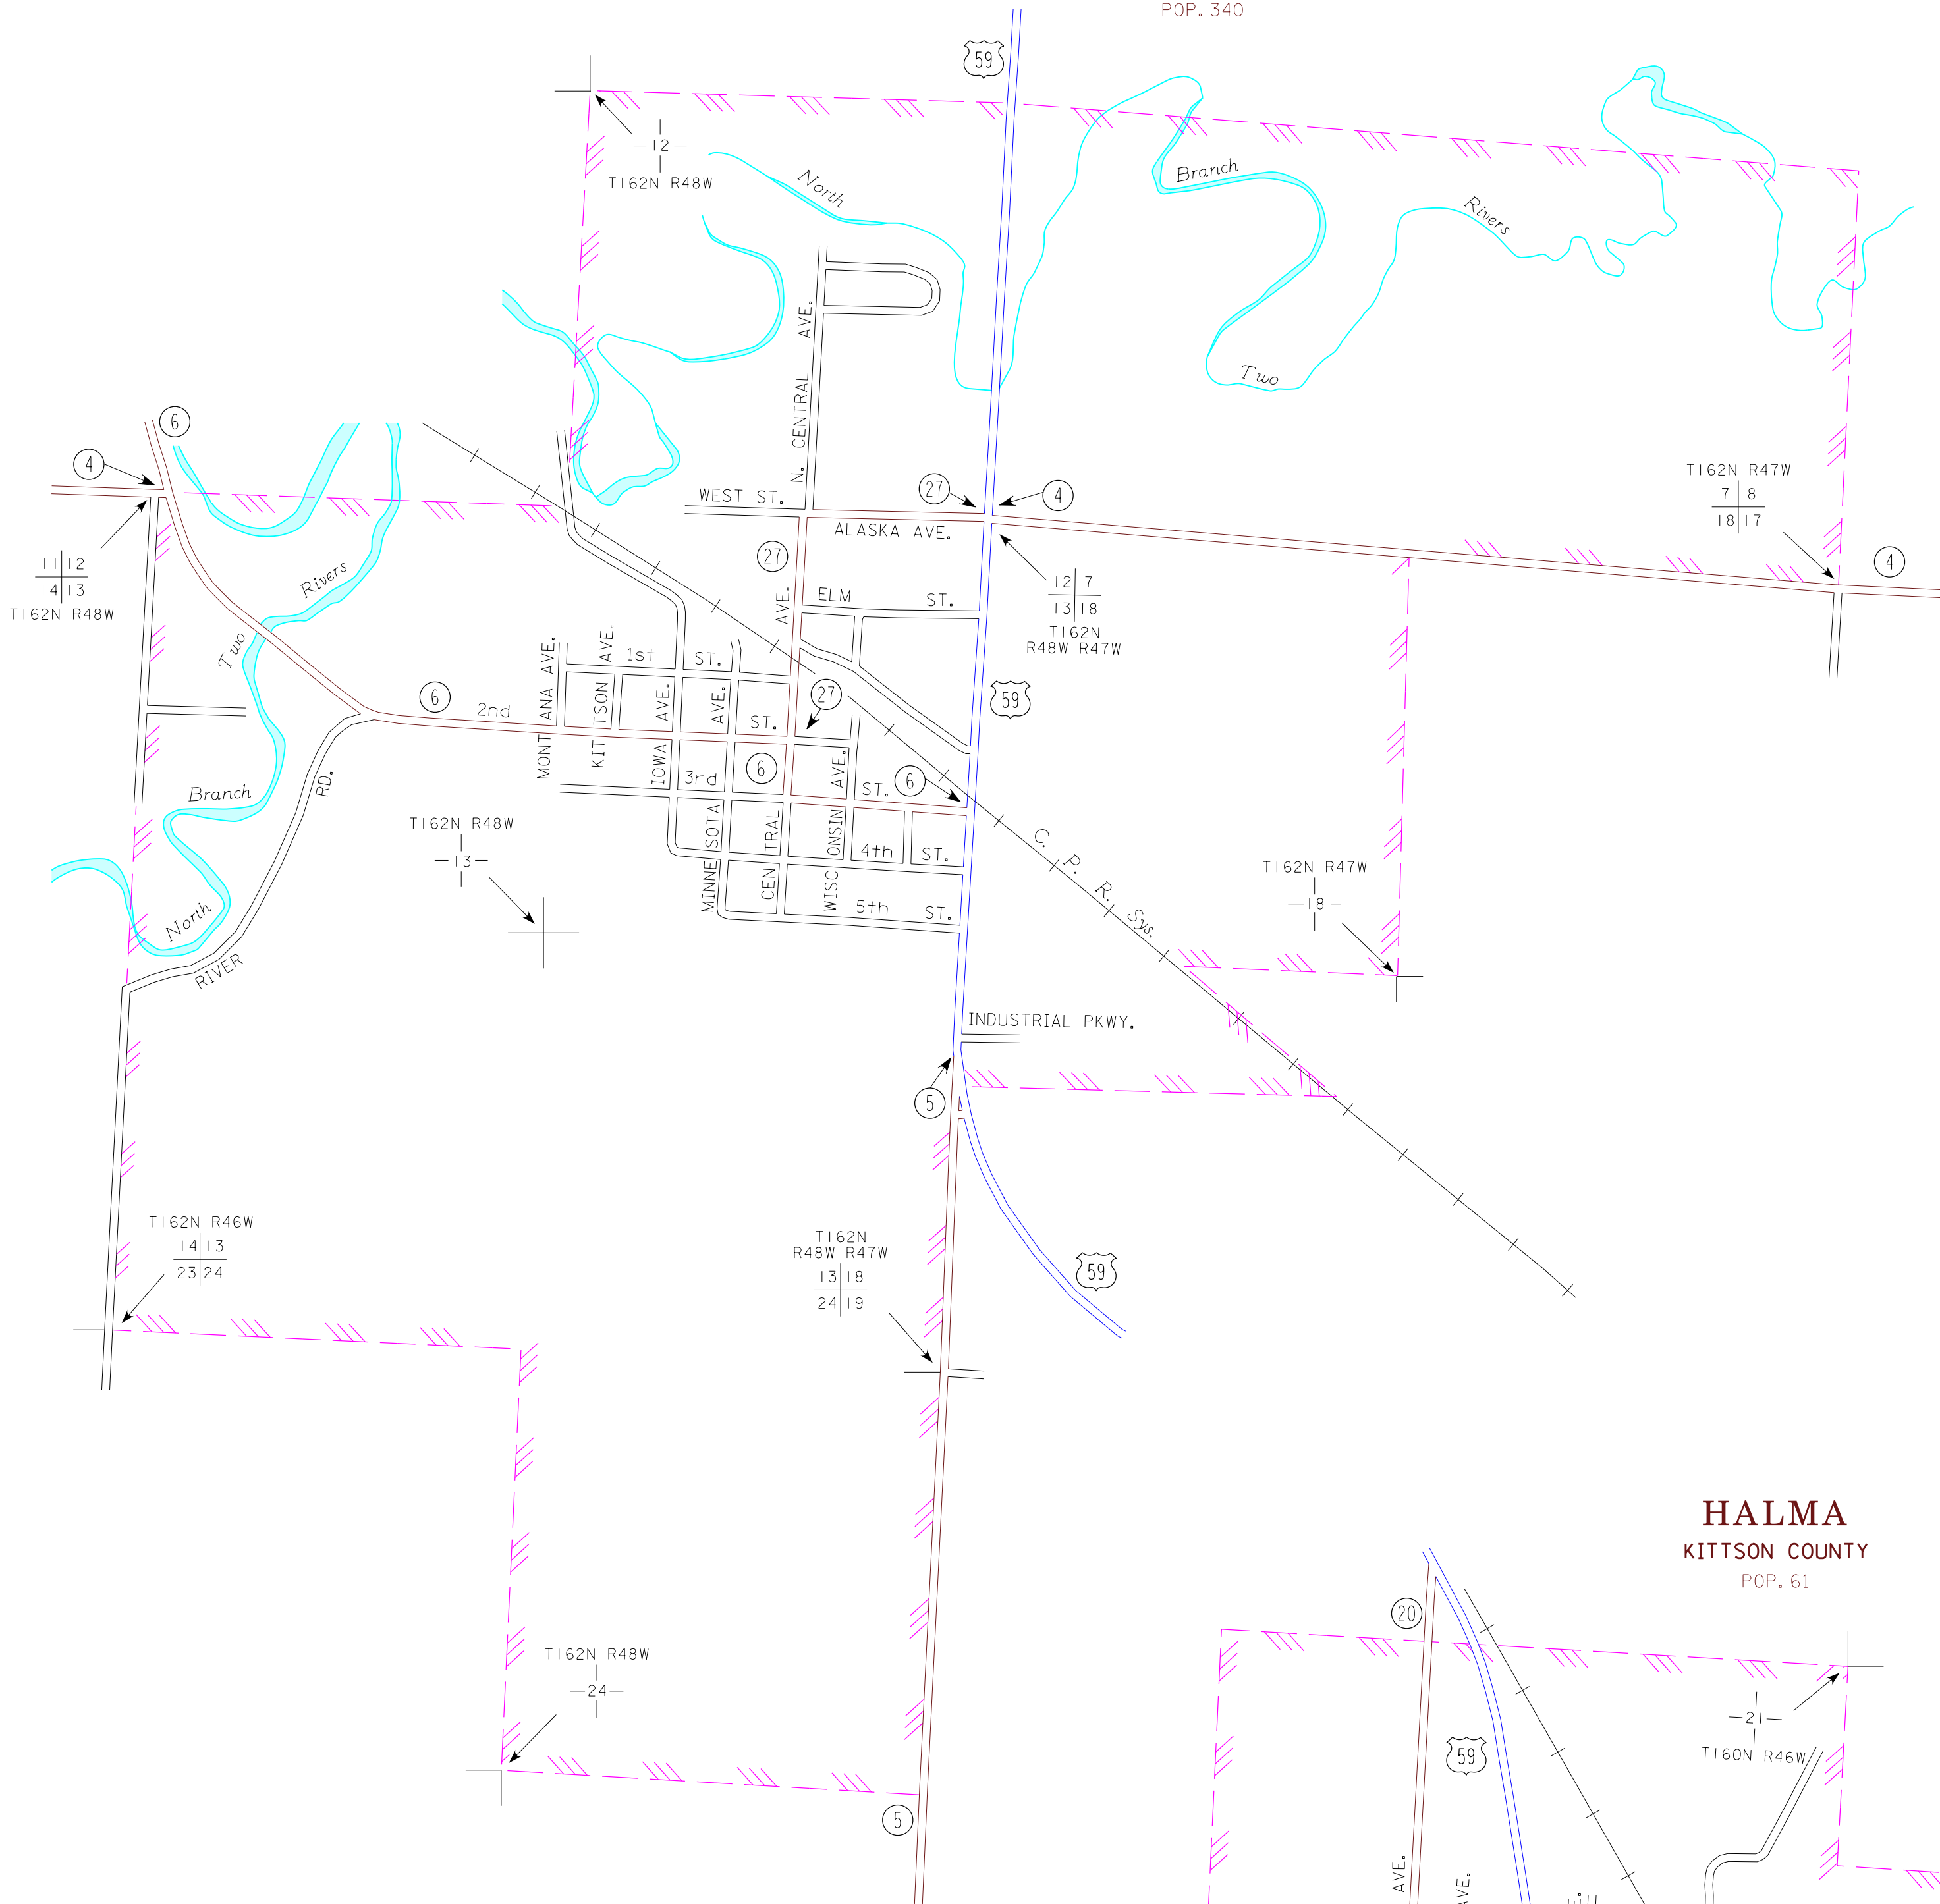 POP. 340
59
-12-
T162N R48W
North
Branch
Rivers
Two
N. CENTRAL AVE.
6
4
WEST ST.
27
4
ALASKA AVE.
T162N R47W
7 8
18 17
4
11 12
14 13
T162N R48W
27
Rivers
Two
ELM ST.
AVE.
12 7
13 18
T162N
R48W R47W
1st ST.
6
2nd ST.
MONTANA AVE.
KITTSON AVE.
IOWA AVE.
MINNESOTA AVE.
CENTRAL
WISCONSIN AVE.
27
59
3rd ST.
6
6
4th ST.
5th ST.
Branch
North
RIVER RD.
T162N R48W
-13-
C. P. R. Sys.
T162N R47W
-18-
INDUSTRIAL PKWY.
5
T162N R46W
14 13
23 24
T162N
R48W R47W
13 18
24 19
59
T162N R48W
-24-
5
HALMA
KITTSON COUNTY
POP. 61
20
59
-21-
T160N R46W
AVE.